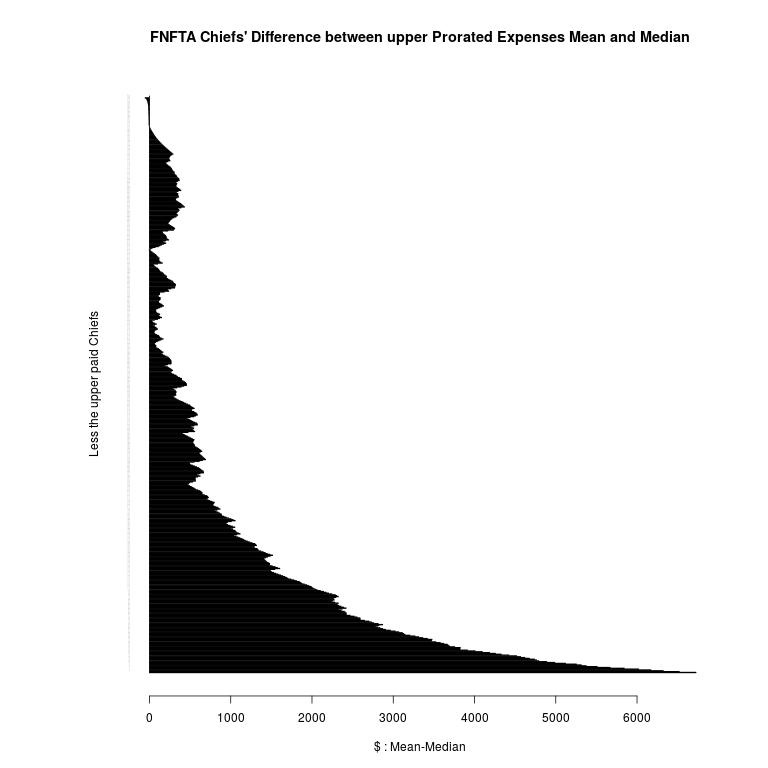 FNFTA Chiefs' Difference between upper Prorated Expenses Mean and Median
Less the upper paid Chiefs
0 1000 2000 3000 4000 5000 6000
$ : Mean-Median